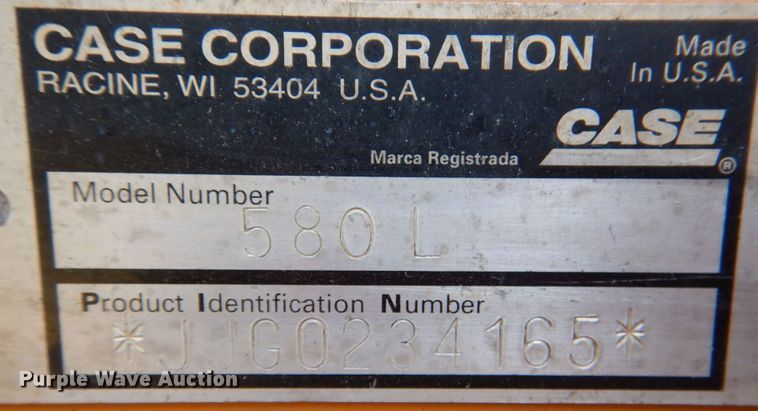 CASE CORPORATION
RACINE, WI 53404 U.S.A.
Made
In U.S.A.
CASE
®
Marca Registrada
Model Number
580 L
Product Identification Number
*JJG0234165*
Purple Wave Auction